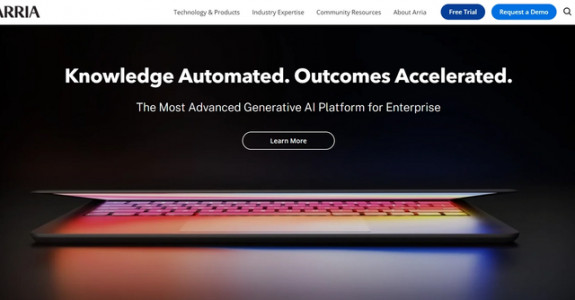 ARRIA
Technology & Products Industry Expertise Community Resources About Arria Free Trial Request a Demo
Knowledge Automated. Outcomes Accelerated.
The Most Advanced Generative AI Platform for Enterprise
Learn More